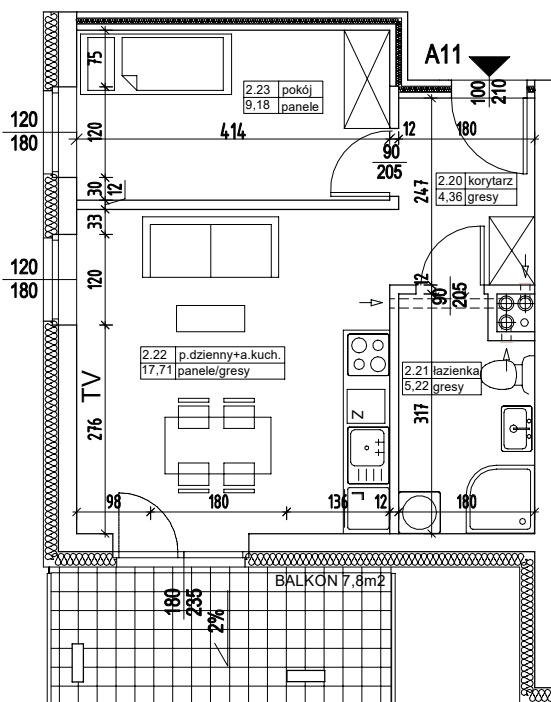 A11
100
210
75
2.23 pokój
9,18 panele
120
180
120
414
12
180
90
205
30
12
247
2.20 korytarz
4,36 gresy
33
120
180
120
12
90
205
2.22 p.dzienny+a.kuch.
17,71 panele/gresy
TV
276
Z
2.21 łazienka
5,22 gresy
317
98
180
136
12
180
BALKON 7,8m2
180
235
2%